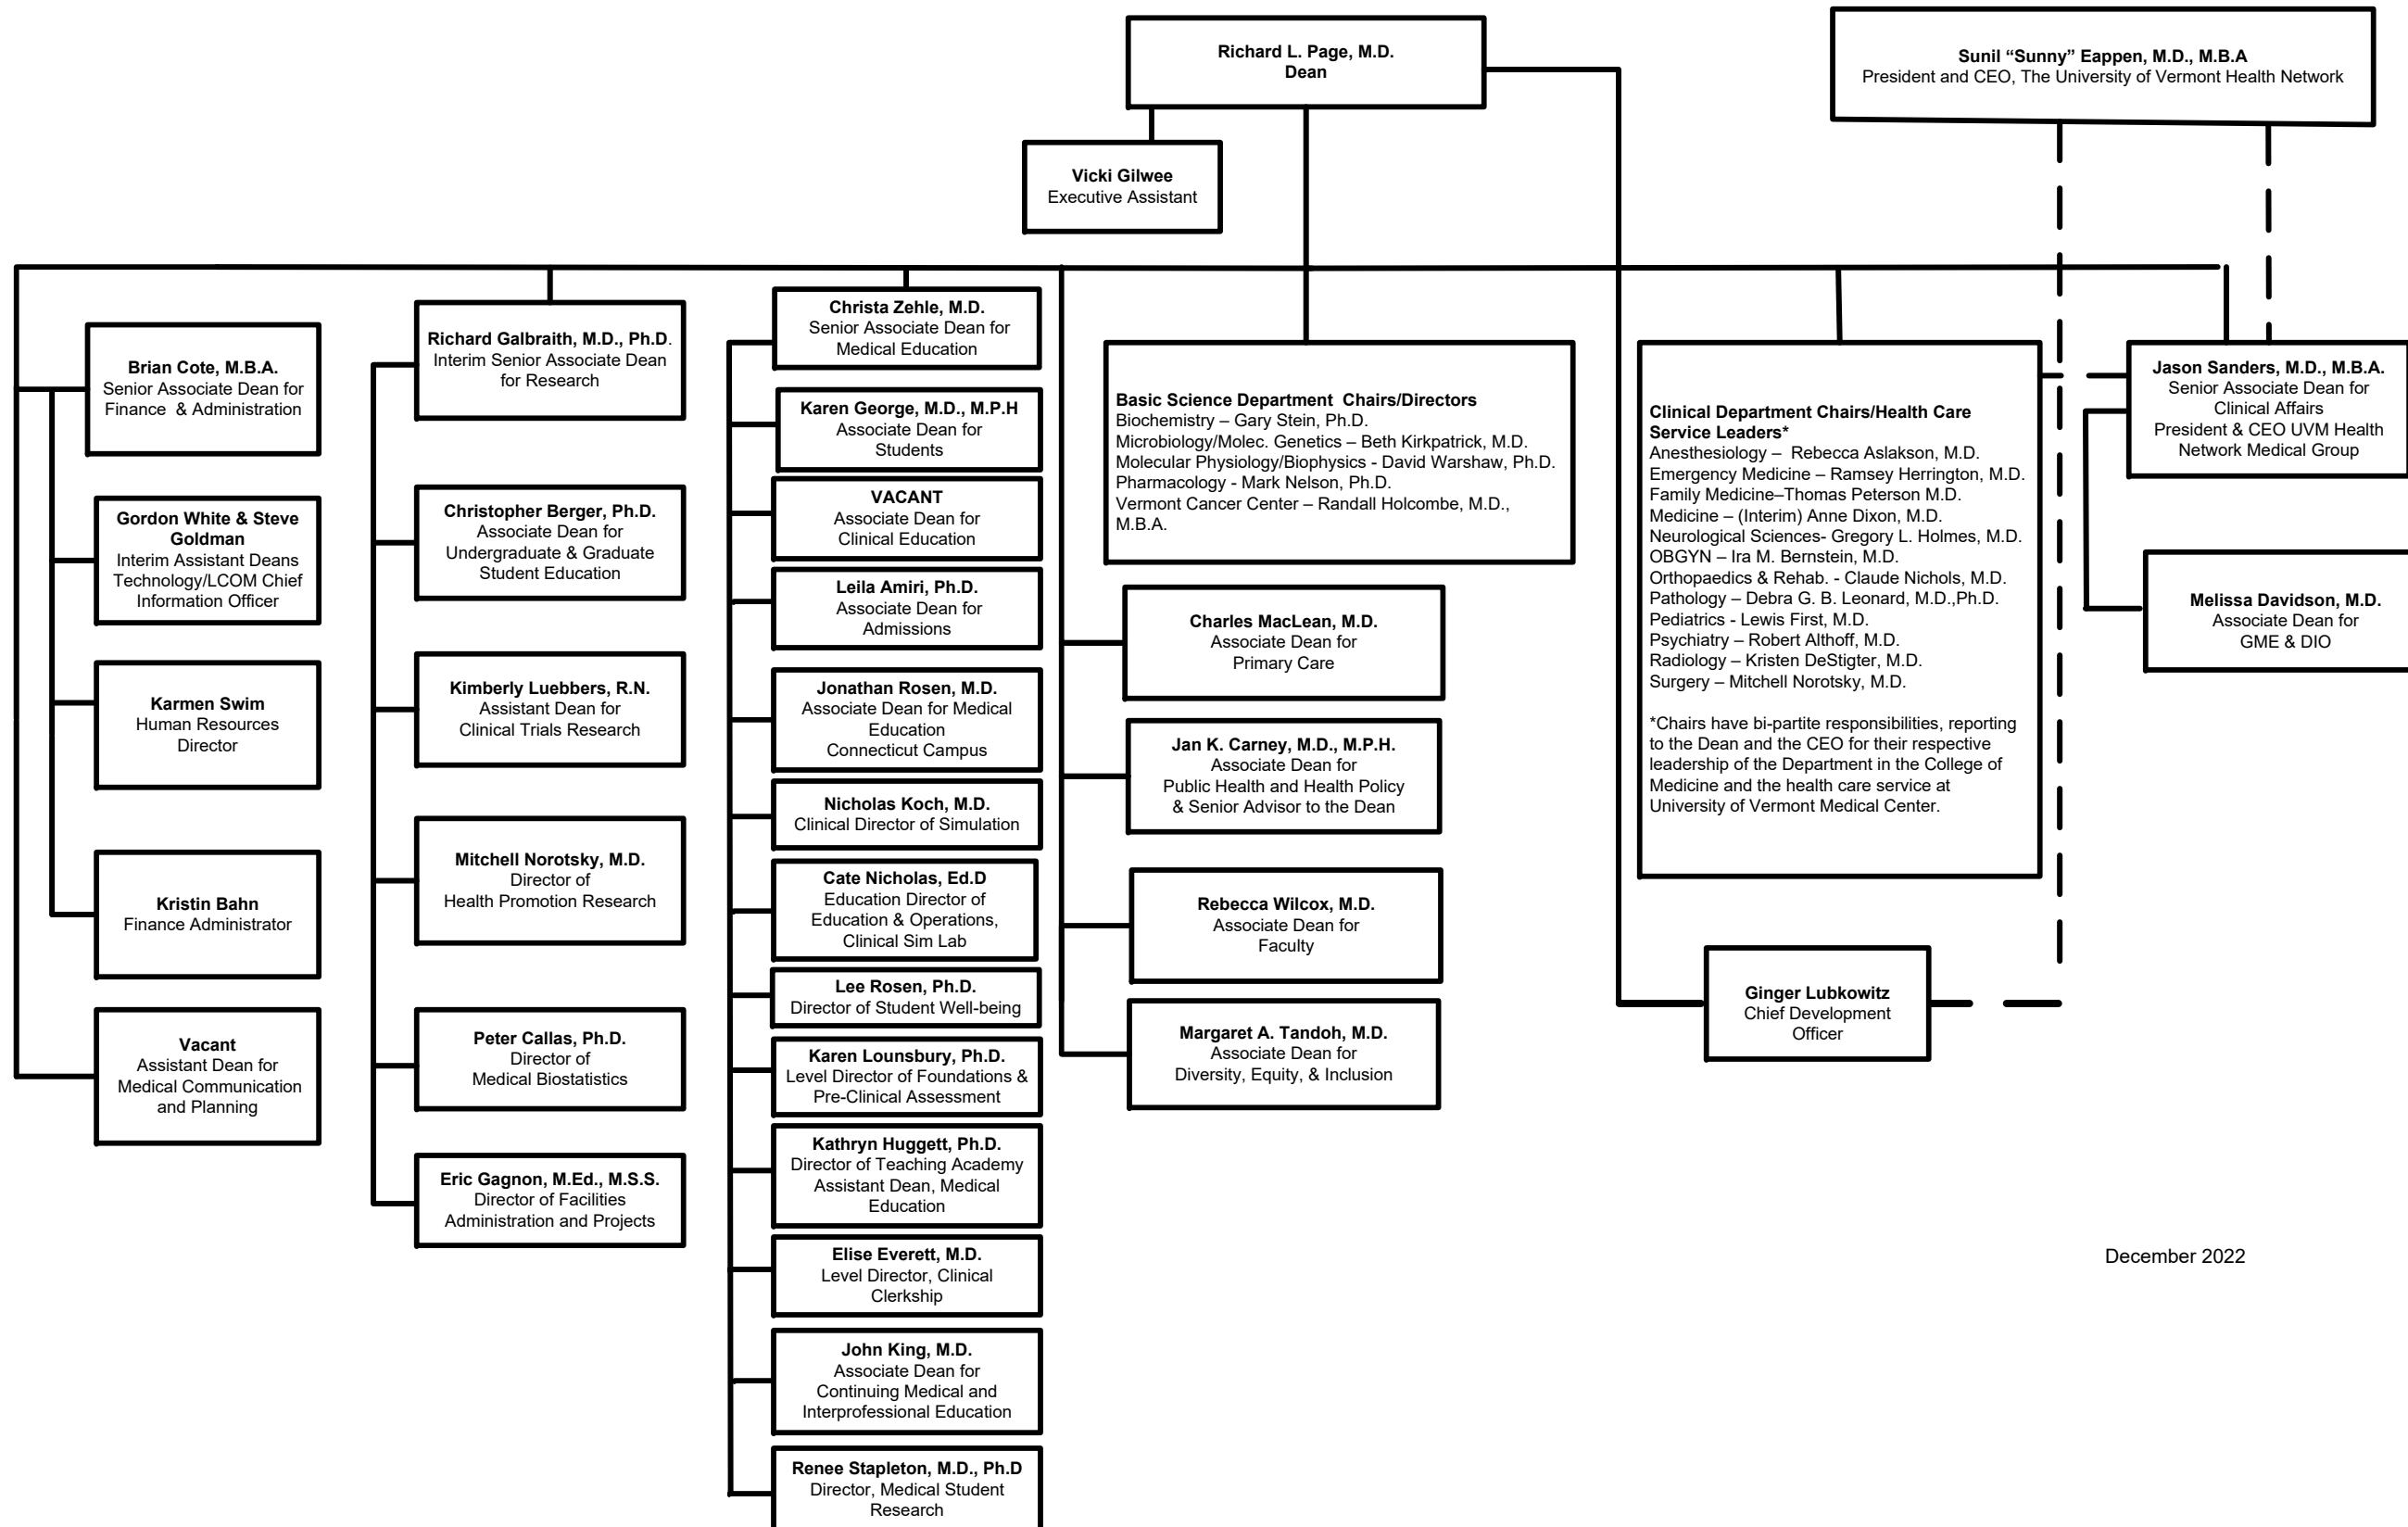 Richard L. Page, M.D.
Dean
Sunil “Sunny” Eappen, M.D., M.B.A
President and CEO, The University of Vermont Health Network
Vicki Gilwee
Executive Assistant
Brian Cote, M.B.A.
Senior Associate Dean for
Finance  & Administration
Gordon White & Steve
Goldman
Interim Assistant Deans
Technology/LCOM Chief
Information Officer
Karmen Swim
Human Resources
Director
Kristin Bahn
Finance Administrator
Vacant
Assistant Dean for
Medical Communication
and Planning
Richard Galbraith, M.D., Ph.D.
Interim Senior Associate Dean
for Research
Christopher Berger, Ph.D.
Associate Dean for
Undergraduate & Graduate
Student Education
Kimberly Luebbers, R.N.
Assistant Dean for
Clinical Trials Research
Mitchell Norotsky, M.D.
Director of
Health Promotion Research
Peter Callas, Ph.D.
Director of
Medical Biostatistics
Eric Gagnon, M.Ed., M.S.S.
Director of Facilities
Administration and Projects
Christa Zehle, M.D.
Senior Associate Dean for
Medical Education
Karen George, M.D., M.P.H
Associate Dean for
Students
VACANT
Associate Dean for
Clinical Education
Leila Amiri, Ph.D.
Associate Dean for
Admissions
Jonathan Rosen, M.D.
Associate Dean for Medical
Education
Connecticut Campus
Nicholas Koch, M.D.
Clinical Director of Simulation
Cate Nicholas, Ed.D
Education Director of
Education & Operations,
Clinical Sim Lab
Lee Rosen, Ph.D.
Director of Student Well-being
Karen Lounsbury, Ph.D.
Level Director of Foundations &
Pre-Clinical Assessment
Kathryn Huggett, Ph.D.
Director of Teaching Academy
Assistant Dean, Medical
Education
Elise Everett, M.D.
Level Director, Clinical
Clerkship
John King, M.D.
Associate Dean for
Continuing Medical and
Interprofessional Education
Renee Stapleton, M.D., Ph.D
Director, Medical Student
Research
Basic Science Department  Chairs/Directors
Biochemistry – Gary Stein, Ph.D.
Microbiology/Molec. Genetics – Beth Kirkpatrick, M.D.
Molecular Physiology/Biophysics - David Warshaw, Ph.D.
Pharmacology - Mark Nelson, Ph.D.
Vermont Cancer Center – Randall Holcombe, M.D.,
M.B.A.
Charles MacLean, M.D.
Associate Dean for
Primary Care
Jan K. Carney, M.D., M.P.H.
Associate Dean for
Public Health and Health Policy
& Senior Advisor to the Dean
Rebecca Wilcox, M.D.
Associate Dean for
Faculty
Margaret A. Tandoh, M.D.
Associate Dean for
Diversity, Equity, & Inclusion
Clinical Department Chairs/Health Care
Service Leaders*
Anesthesiology –  Rebecca Aslakson, M.D.
Emergency Medicine – Ramsey Herrington, M.D.
Family Medicine–Thomas Peterson M.D.
Medicine – (Interim) Anne Dixon, M.D.
Neurological Sciences- Gregory L. Holmes, M.D.
OBGYN – Ira M. Bernstein, M.D.
Orthopaedics & Rehab. - Claude Nichols, M.D.
Pathology – Debra G. B. Leonard, M.D.,Ph.D.
Pediatrics - Lewis First, M.D.
Psychiatry – Robert Althoff, M.D.
Radiology – Kristen DeStigter, M.D.
Surgery – Mitchell Norotsky, M.D.
*Chairs have bi-partite responsibilities, reporting
to the Dean and the CEO for their respective
leadership of the Department in the College of
Medicine and the health care service at
University of Vermont Medical Center.
Ginger Lubkowitz
Chief Development
Officer
Jason Sanders, M.D., M.B.A.
Senior Associate Dean for
Clinical Affairs
President & CEO UVM Health
Network Medical Group
Melissa Davidson, M.D.
Associate Dean for
GME & DIO
December 2022